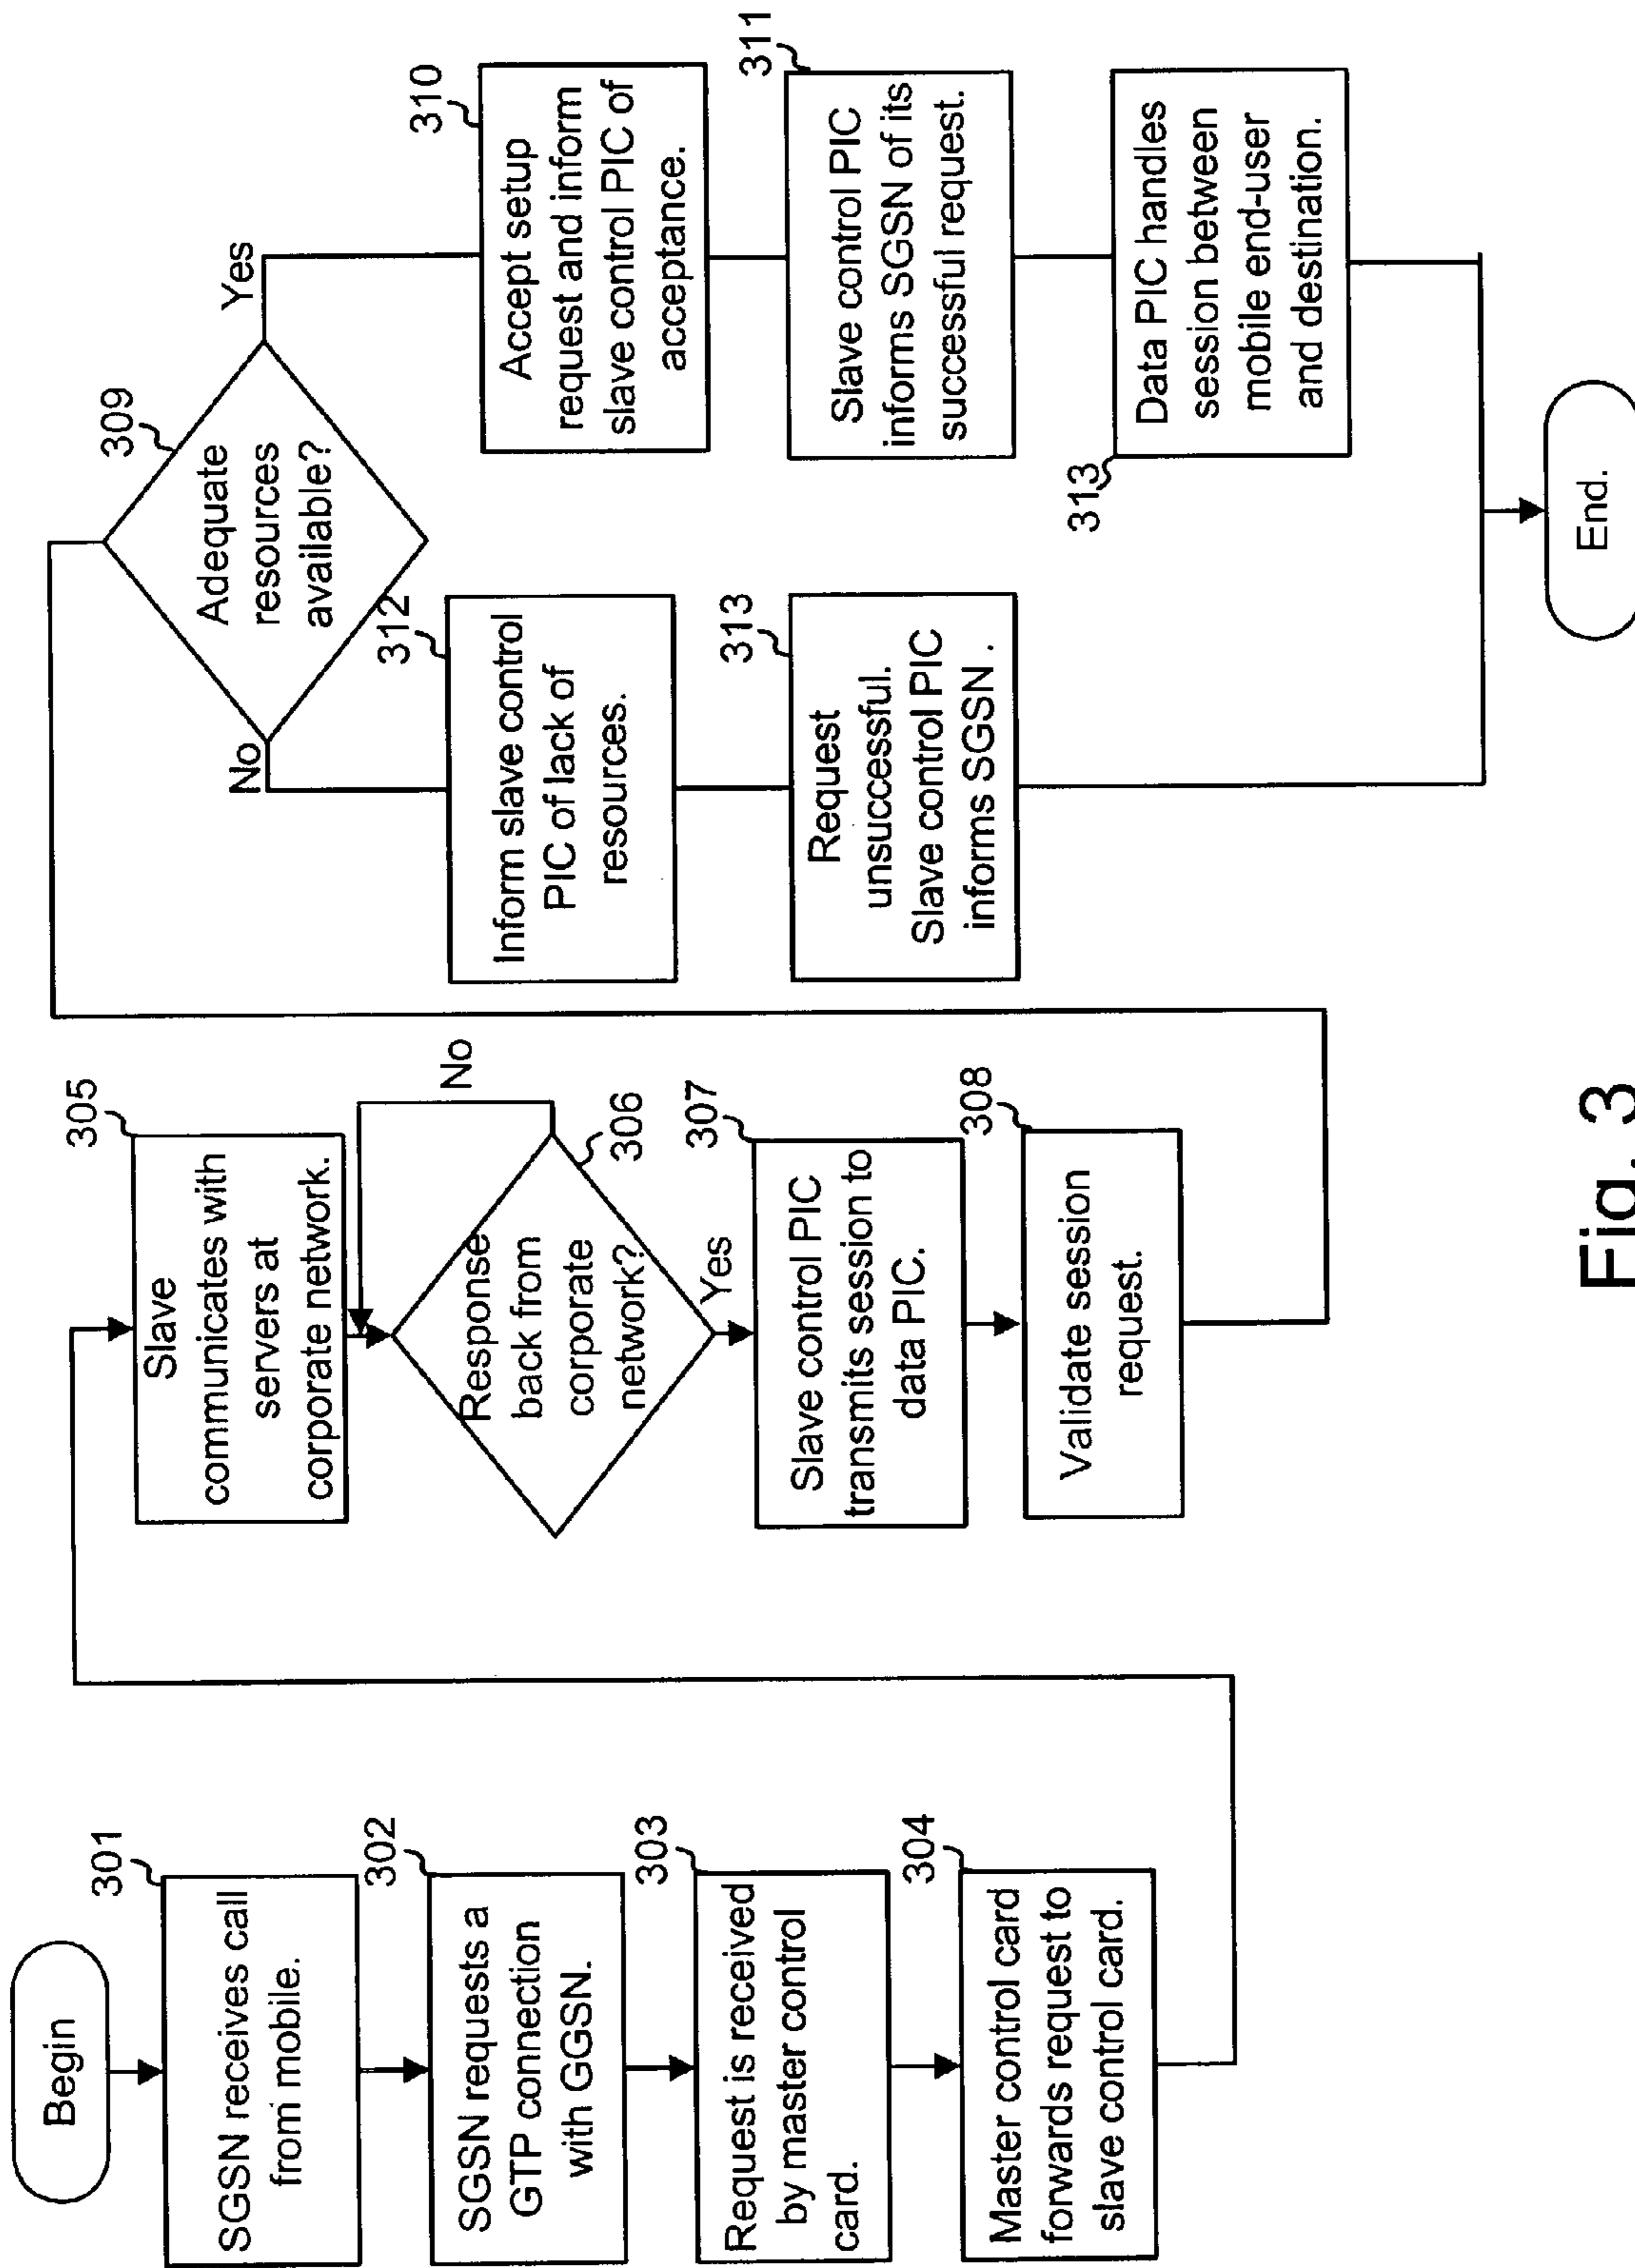 Begin
301
SGSN receives call
from mobile.
302
SGSN requests a
GTP connection
with GGSN.
303
Request is received
by master control
card.
304
Master control card
forwards request to
slave control card.
305
Slave
communicates with
servers at
corporate network.
No
Response
back from
corporate
network?
306
Yes
307
Slave control PIC
transmits session to
data PIC.
308
Validate session
request.
309
Adequate
resources
available?
No
Yes
312
Inform slave control
PIC of lack of
resources.
313
Request
unsuccessful.
Slave control PIC
informs SGSN .
310
Accept setup
request and inform
slave control PIC of
acceptance.
311
Slave control PIC
informs SGSN of its
successful request.
313
Data PIC handles
session between
mobile end-user
and destination.
End.
Fig. 3